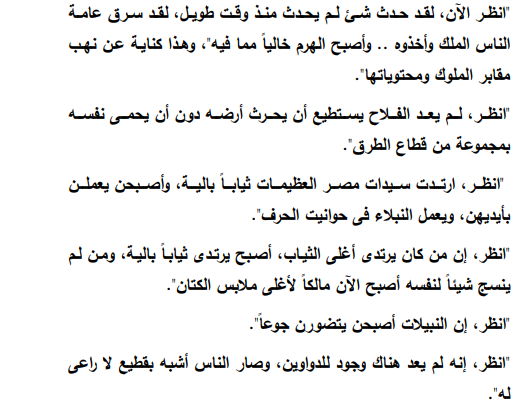 "انظر الآن، لقد حدث شئ لم يحدث منذ وقت طويل، لقد سرق عامة
الناس الملك وأخذوه .. وأصبح الهرم خالياً مما فيه"، وهذا كناية عن نهب
مقابر الملوك ومحتوياتها".
"انظر، لم يعد الفلاح يستطيع أن يحرث أرضه دون أن يحمى نفسه
بمجموعة من قطاع الطرق".
"انظر، ارتدت سيدات مصر العظيمات ثياباً بالية، وأصبحن يعملن
بأيديهن، ويعمل النبلاء فى حوانيت الحرف".
"انظر، إن من كان يرتدى أغلى الثياب، أصبح يرتدى ثياباً بالية، ومن لم
ينسج شيئاً لنفسه أصبح الآن مالكاً لأغلى ملابس الكتان".
"انظر، إن النبيلات أصبحن يتضورن جوعاً".
"انظر، إنه لم يعد هناك وجود للدواوين، وصار الناس أشبه بقطيع لا راعى
له".